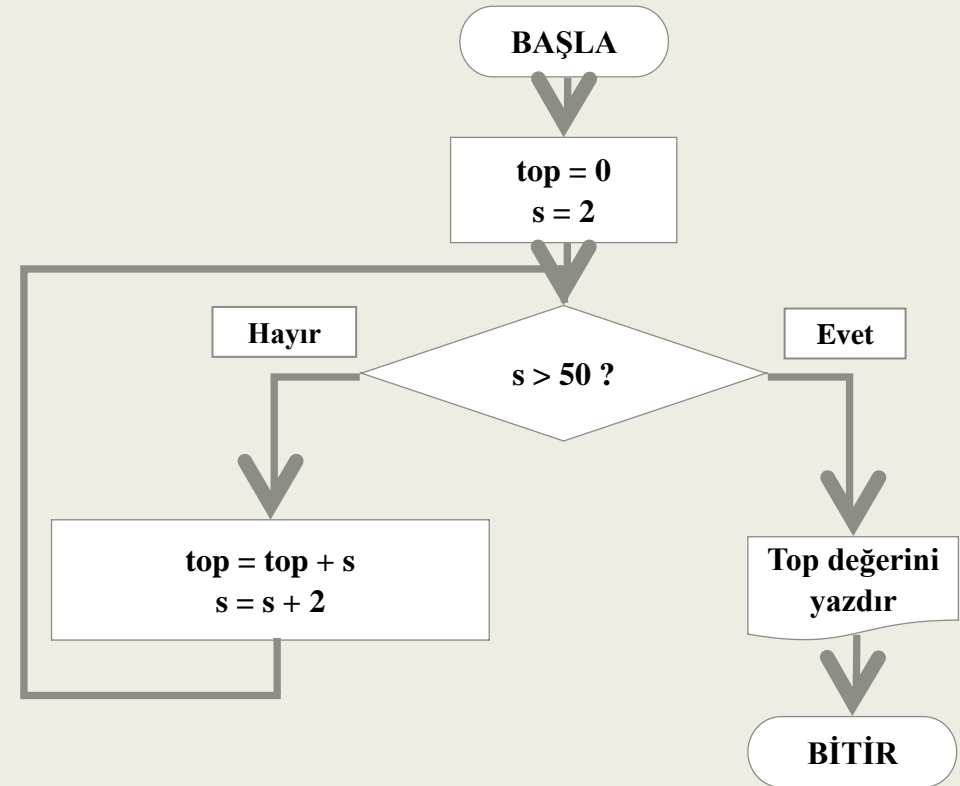 BAŞLA
top = 0
s = 2
Hayır
Evet
s > 50 ?
top = top + s
s = s + 2
Top değerini
yazdır
BİTİR